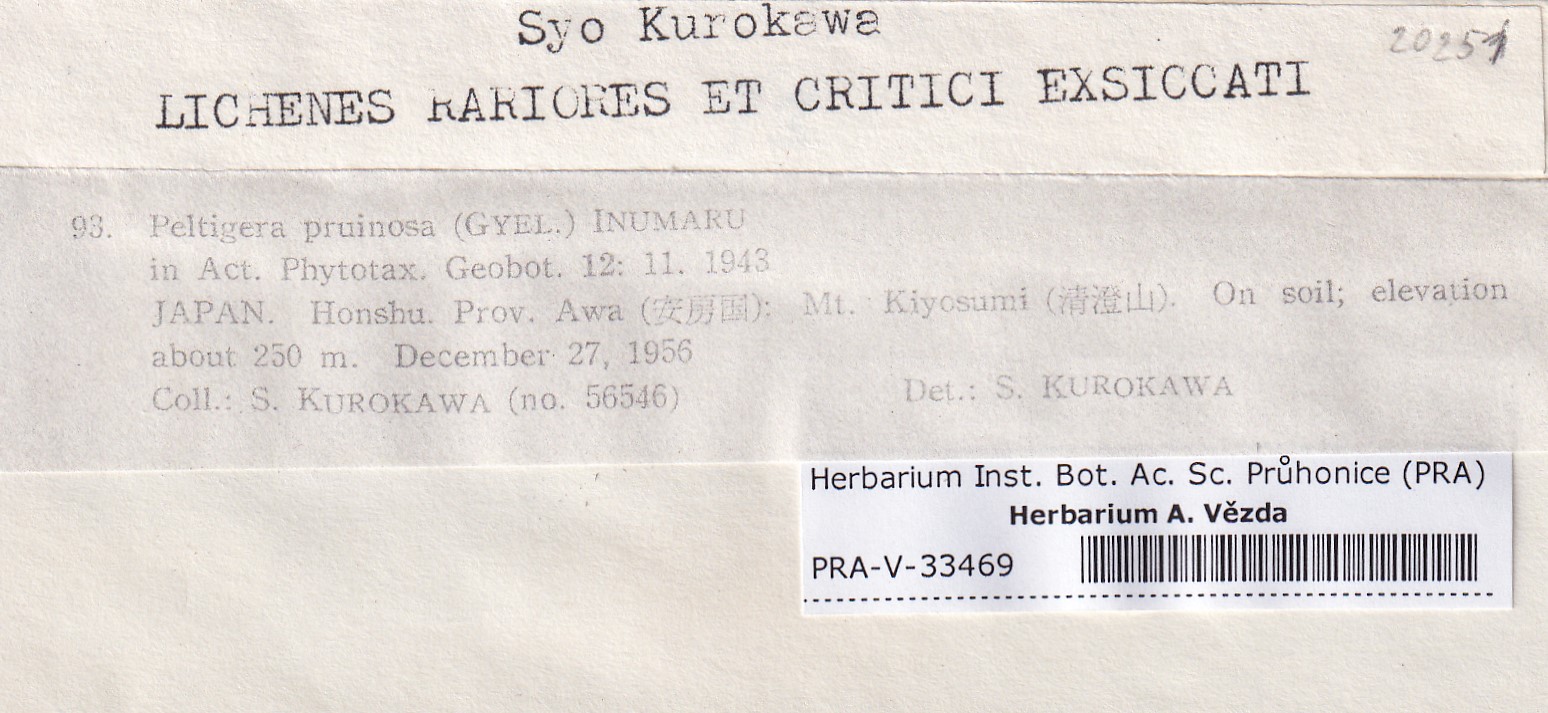 Syo Kurokawa
20251
LICHENES RARIORES ET CRITICI EXSICCATI
93. Peltigera pruinosa (GYEL.) INUMARU
in Act. Phytotax. Geobot. 12: 11. 1943
JAPAN. Honshu. Prov. Awa (安房国): Mt. Kiyosumi (清澄山). On soil; elevation
about 250 m. December 27, 1956
Coll.: S. KUROKAWA (no. 56546) Det.: S. KUROKAWA
Herbarium Inst. Bot. Ac. Sc. Průhonice (PRA)
Herbarium A. Vězda
PRA-V-33469